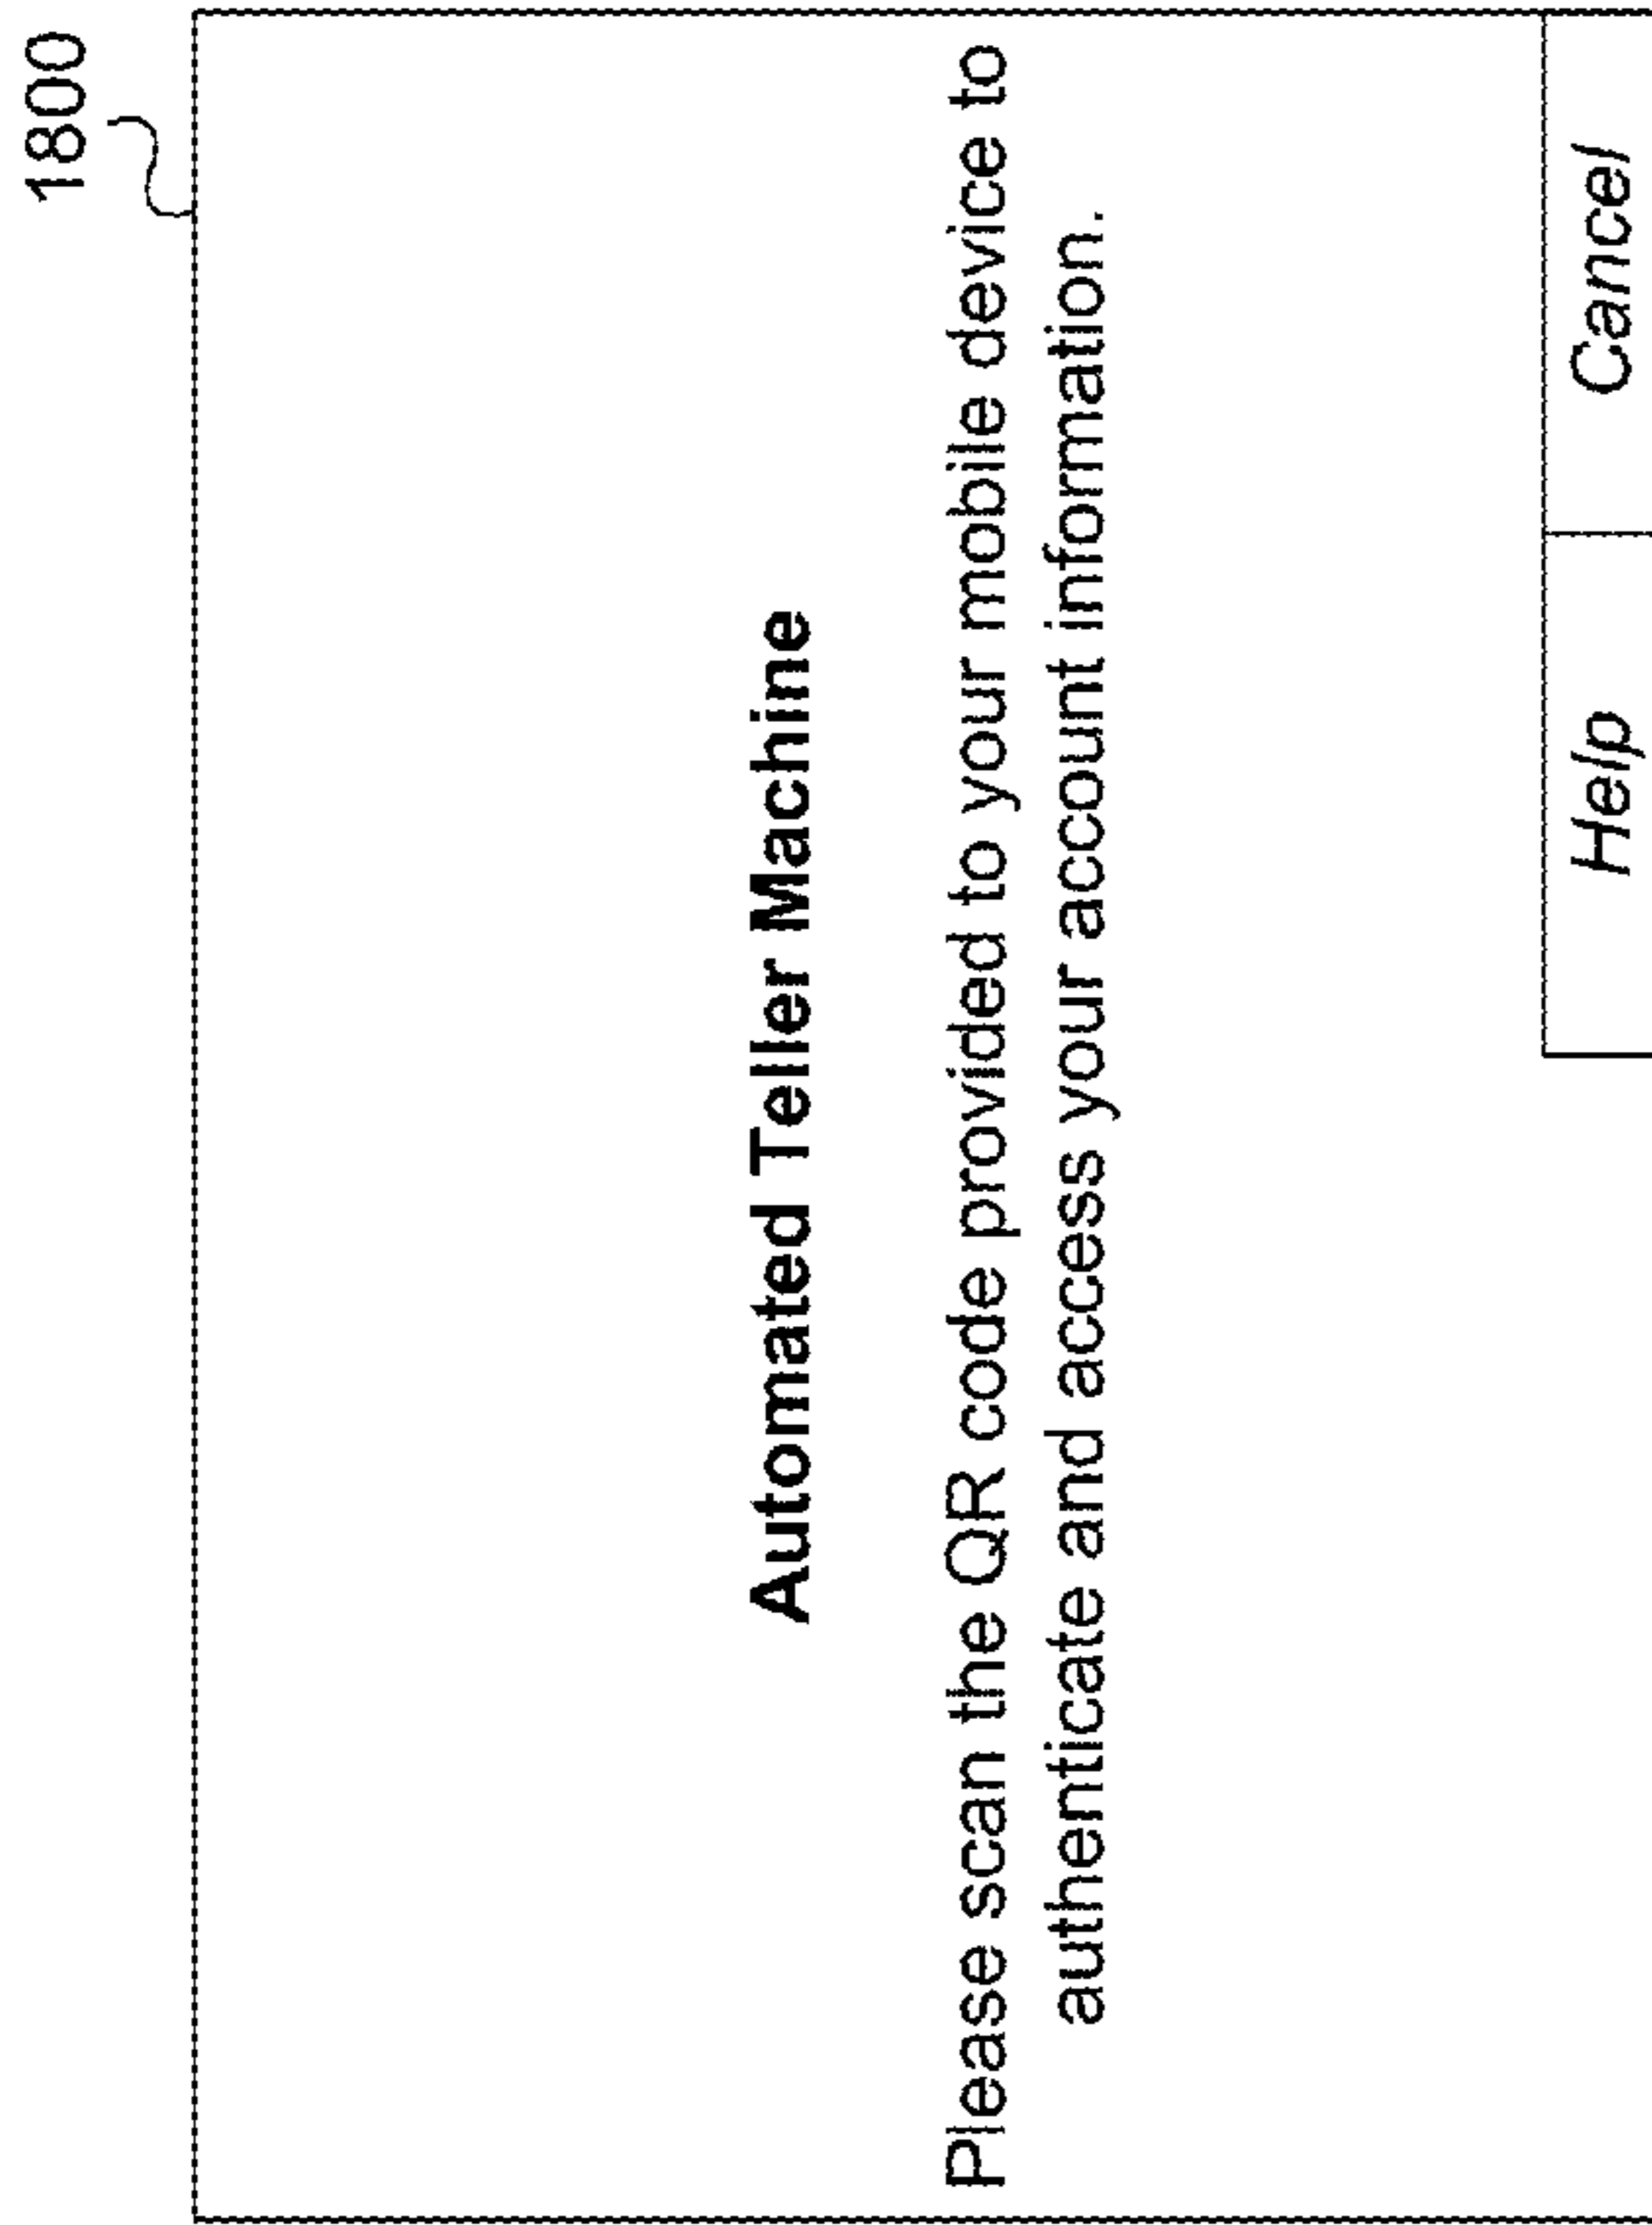 1800
Automated Teller Machine
Please scan the QR code provided to your mobile device to
authenticate and access your account information.
Help
Cancel